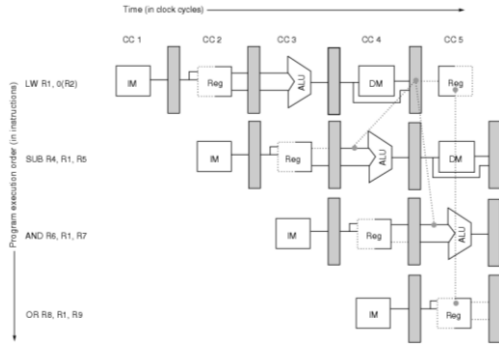 Time (in clock cycles)
CC 1 CC 2 CC 3 CC 4 CC 5
Program execution order (in instructions)
LW R1, 0(R2) IM Reg ALU DM Reg
SUB R4, R1, R5 IM Reg ALU DM
AND R6, R1, R7 IM Reg ALU
OR R8, R1, R9 IM Reg